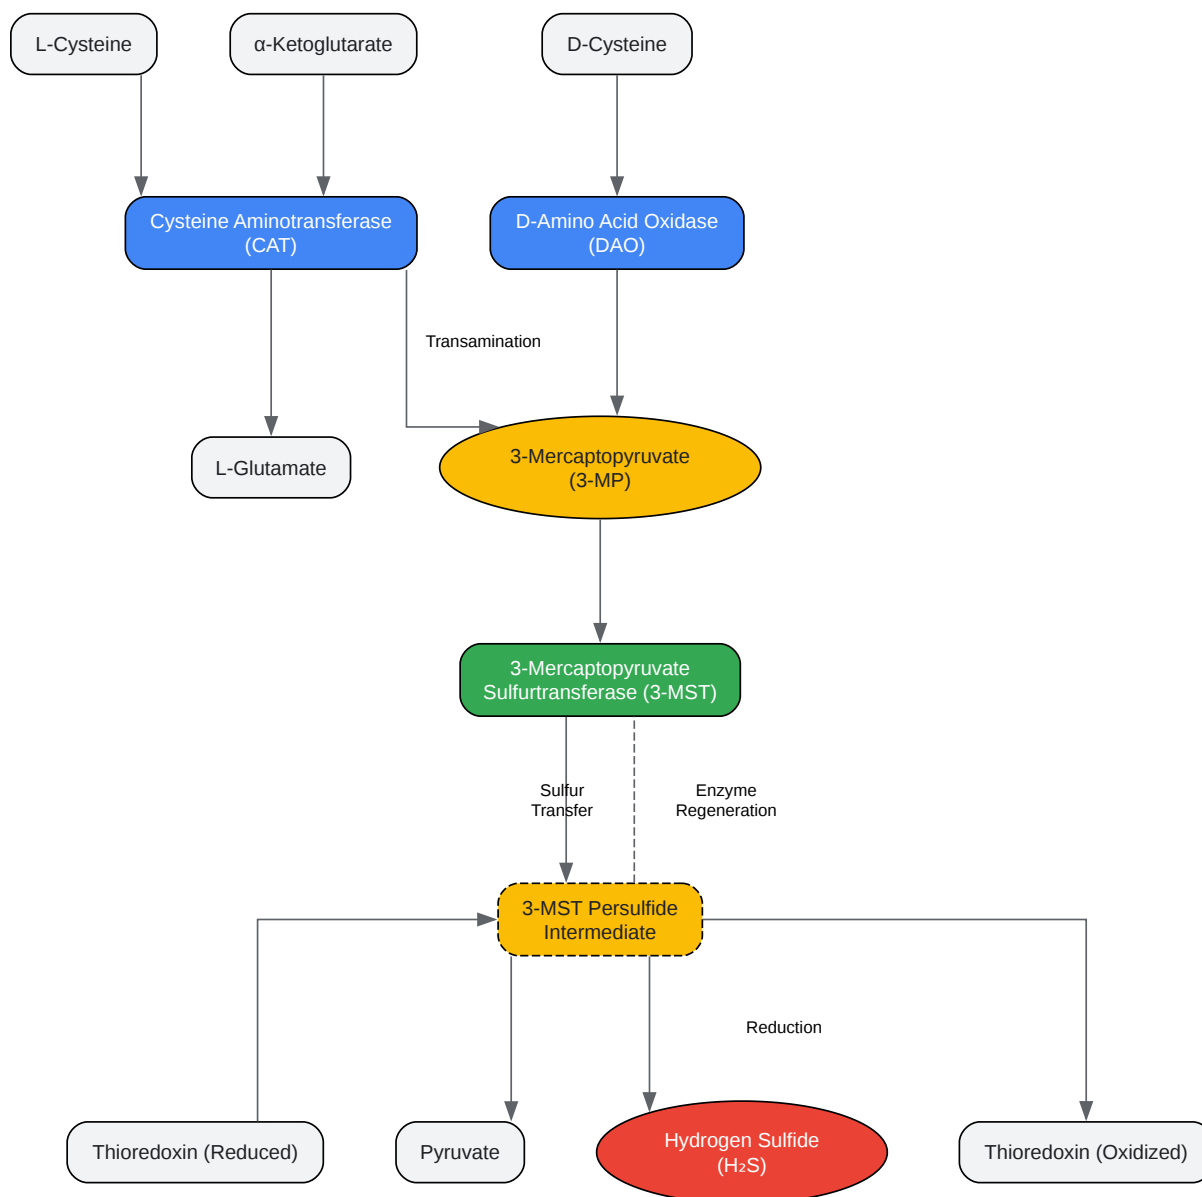 L-Cysteine
α-Ketoglutarate
D-Cysteine
Cysteine Aminotransferase
(CAT)
D-Amino Acid Oxidase
(DAO)
Transamination
L-Glutamate
3-Mercaptopyruvate
(3-MP)
3-Mercaptopyruvate
Sulfurtransferase (3-MST)
Sulfur
Transfer
Enzyme
Regeneration
3-MST Persulfide
Intermediate
Reduction
Thioredoxin (Reduced)
Pyruvate
Hydrogen Sulfide
(H₂S)
Thioredoxin (Oxidized)